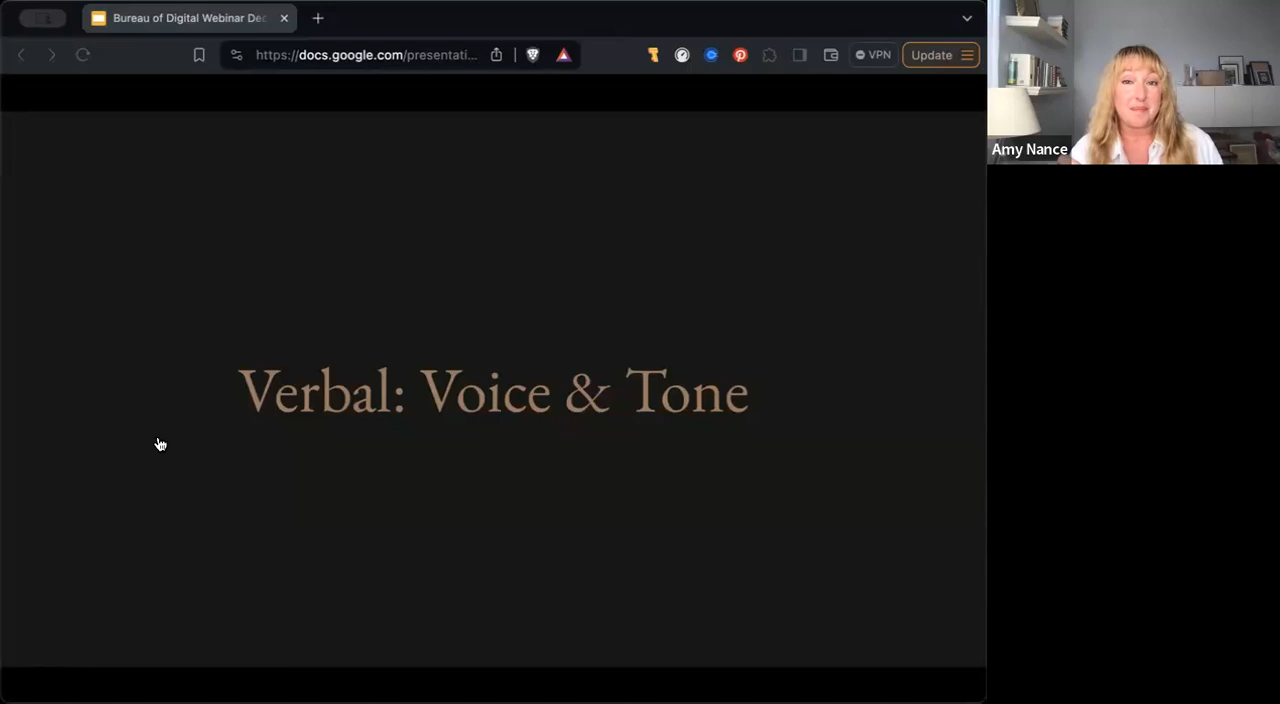 Bureau of Digital Webinar Dec
https://docs.google.com/presentati...
VPN
Update
Amy Nance
Verbal: Voice & Tone